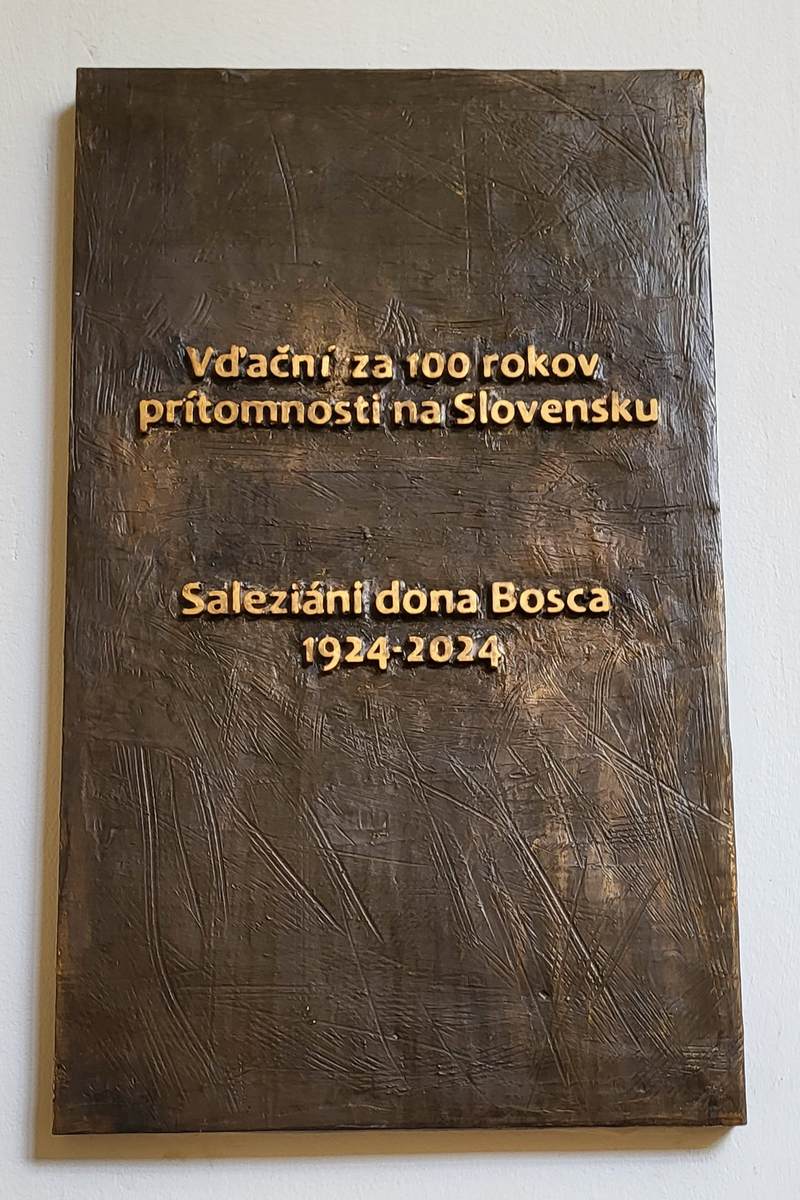 Vďační za 100 rokov
prítomnosti na Slovensku
Saleziáni dona Bosca
1924-2024